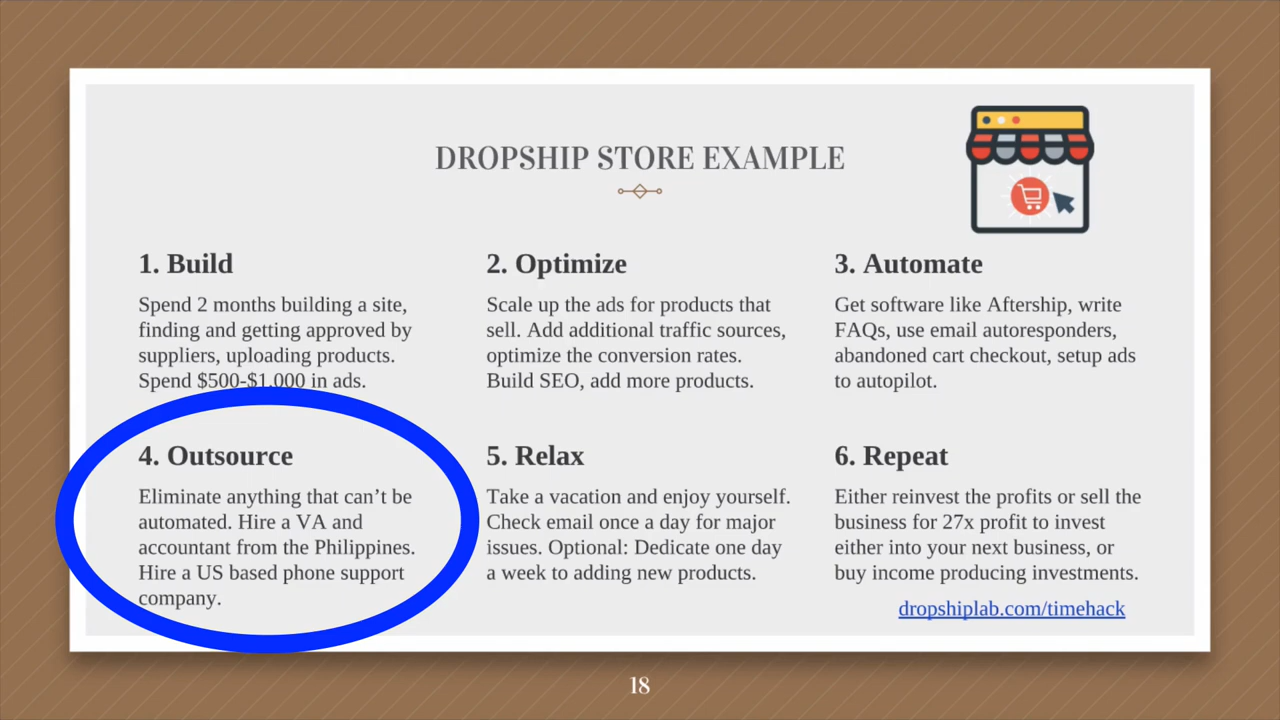 DROPSHIP STORE EXAMPLE
1. Build
Spend 2 months building a site,
finding and getting approved by
suppliers, uploading products.
Spend $500-$1,000 in ads.
2. Optimize
Scale up the ads for products that
sell. Add additional traffic sources,
optimize the conversion rates.
Build SEO, add more products.
3. Automate
Get software like Aftership, write
FAQs, use email autoresponders,
abandoned cart checkout, setup ads
to autopilot.
4. Outsource
Eliminate anything that can’t be
automated. Hire a VA and
accountant from the Philippines.
Hire a US based phone support
company.
5. Relax
Take a vacation and enjoy yourself.
Check email once a day for major
issues. Optional: Dedicate one day
a week to adding new products.
6. Repeat
Either reinvest the profits or sell the
business for 27x profit to invest
either into your next business, or
buy income producing investments.
dropshiplab.com/timehack
18